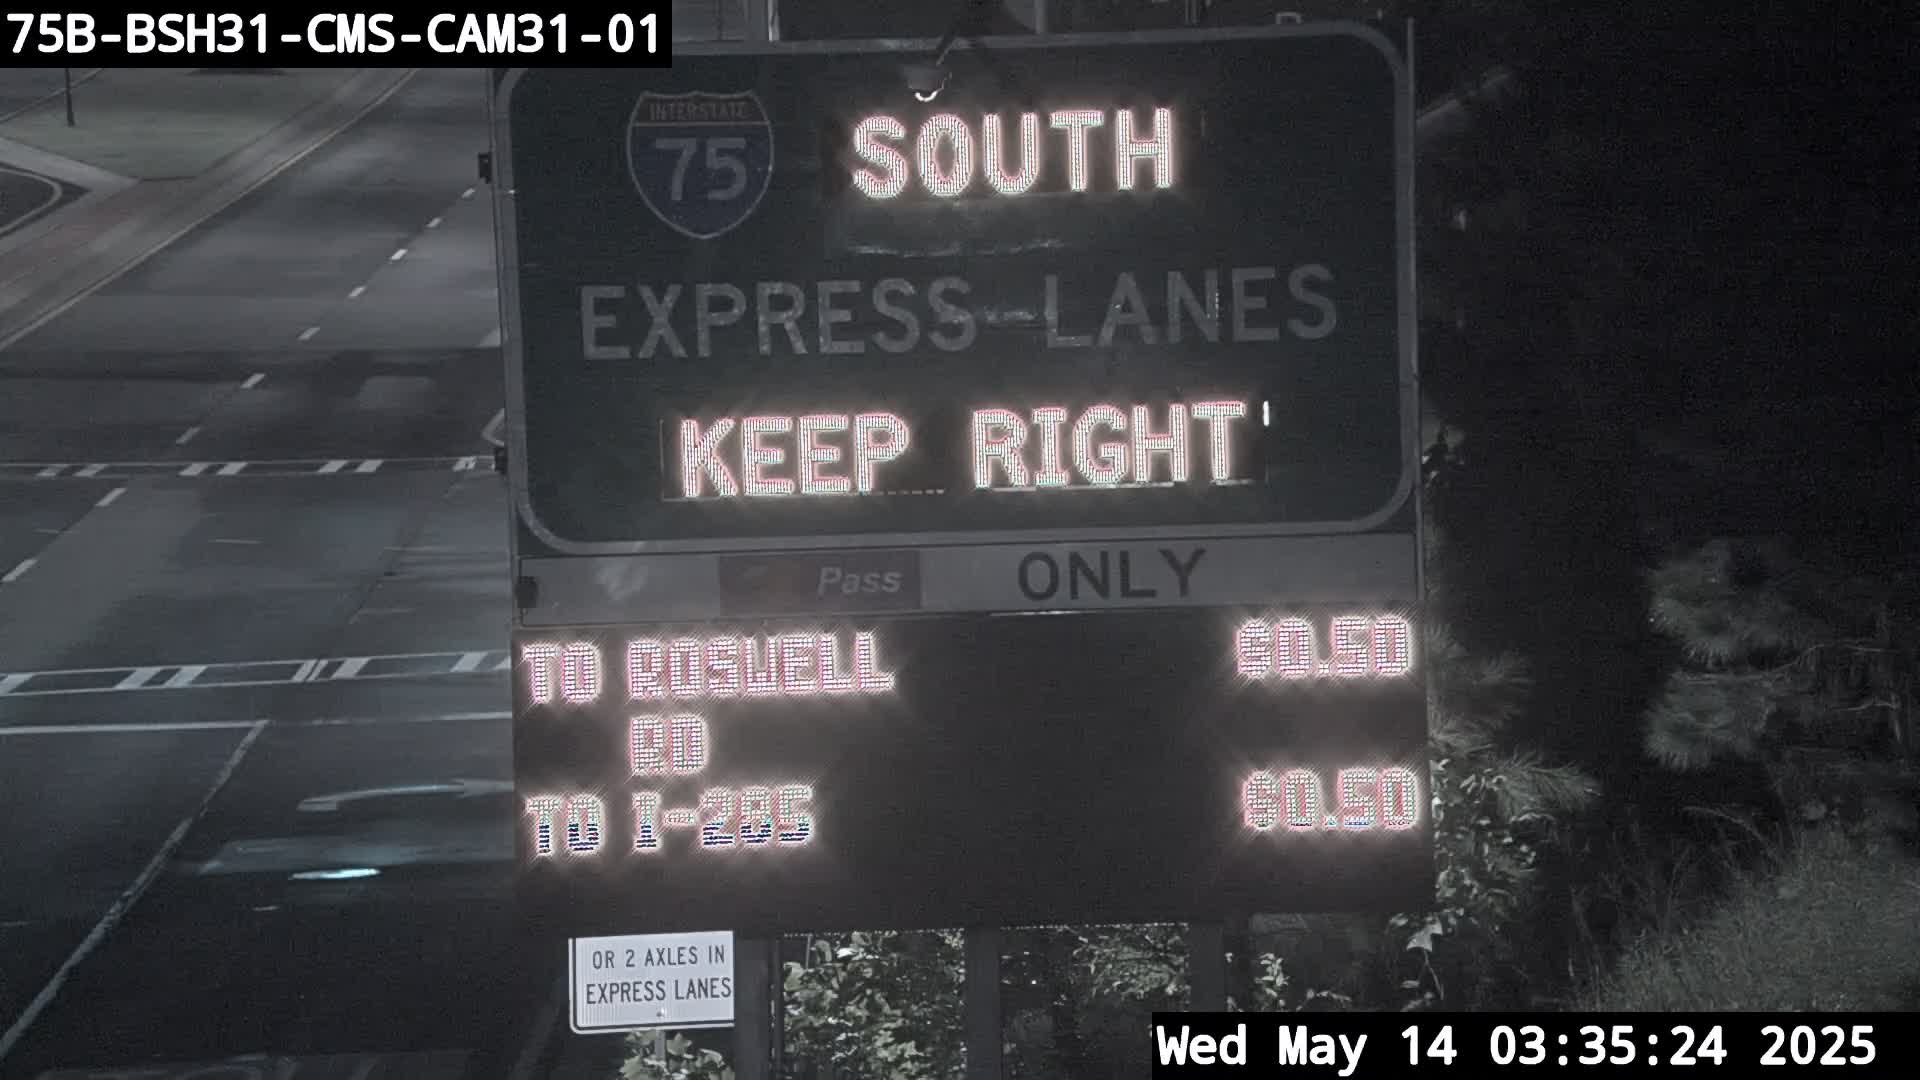 75B-BSH31-CMS-CAM31-01
INTERSTATE
75
SOUTH
EXPRESS LANES
KEEP RIGHT
Pass ONLY
TO ROSWELL $0.50
RD
TO I-285 $0.50
OR 2 AXLES IN
EXPRESS LANES
Wed May 14 03:35:24 2025